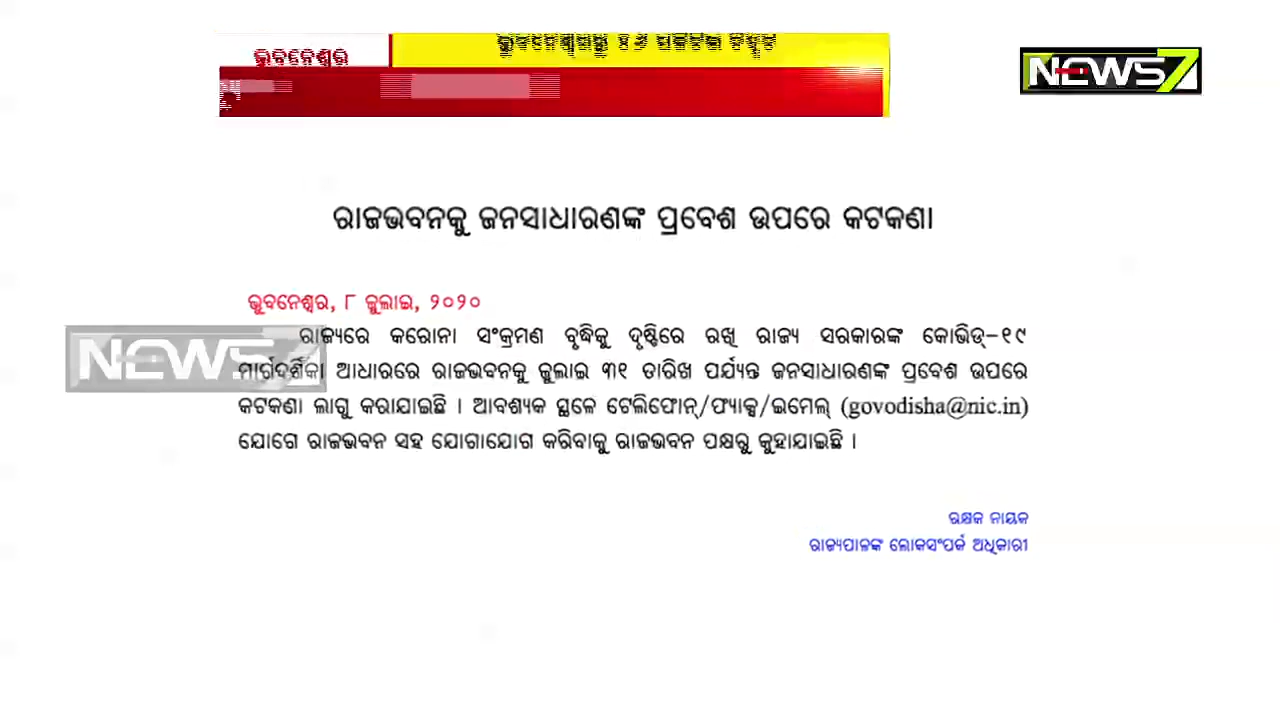 ଭୁବନେଶ୍ୱର
NEWS7
ରାଜଭବନକୁ ଜନସାଧାରଣଙ୍କ ପ୍ରବେଶ ଉପରେ କଟକଣା
ଭୁବନେଶ୍ୱର, ୮ ଜୁଲାଇ, ୨୦୨୦
ରାଜ୍ୟରେ କରୋନା ସଂକ୍ରମଣ ବୃଦ୍ଧିକୁ ଦୃଷ୍ଟିରେ ରଖି ରାଜ୍ୟ ସରକାରଙ୍କ କୋଭିଡ୍-୧୯
NEWS7
ମାର୍ଗଦର୍ଶିକା ଆଧାରରେ ରାଜଭବନକୁ ଜୁଲାଇ ୩୧ ତାରିଖ ପର୍ଯ୍ୟନ୍ତ ଜନସାଧାରଣଙ୍କ ପ୍ରବେଶ ଉପରେ
କଟକଣା ଲାଗୁ କରାଯାଇଛି । ଆବଶ୍ୟକ ସ୍ଥଳେ ଟେଲିଫୋନ୍/ଫ୍ୟାକ୍ସ/ଇମେଲ୍ (govodisha@nic.in)
ଯୋଗେ ରାଜଭବନ ସହ ଯୋଗାଯୋଗ କରିବାକୁ ରାଜଭବନ ପକ୍ଷରୁ କୁହାଯାଇଛି ।
ରକ୍ଷକ ନାୟକ
ରାଜ୍ୟପାଳଙ୍କ ଲୋକସଂପର୍କ ଅଧିକାରୀ